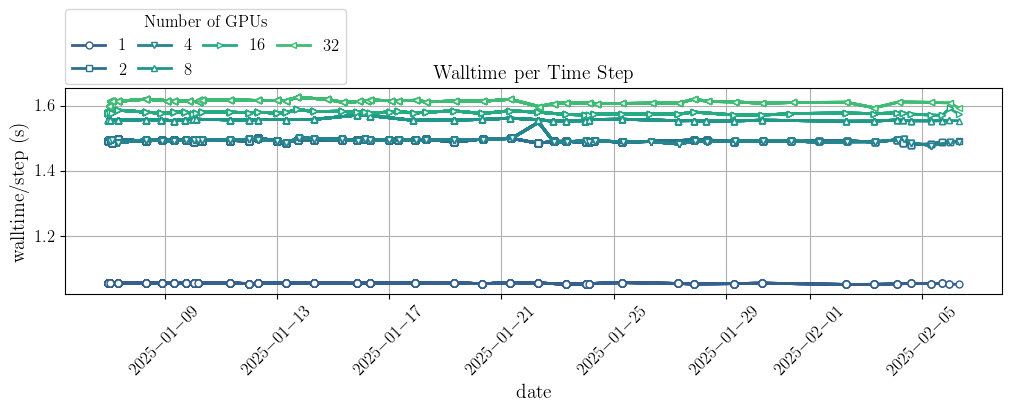 Number of GPUs
1 4 16 32
2 8
Walltime per Time Step
walltime/step (s)
1.6
1.4
1.2
2025−01−09 2025−01−13 2025−01−17 2025−01−21 2025−01−25 2025−01−29 2025−02−01 2025−02−05
date